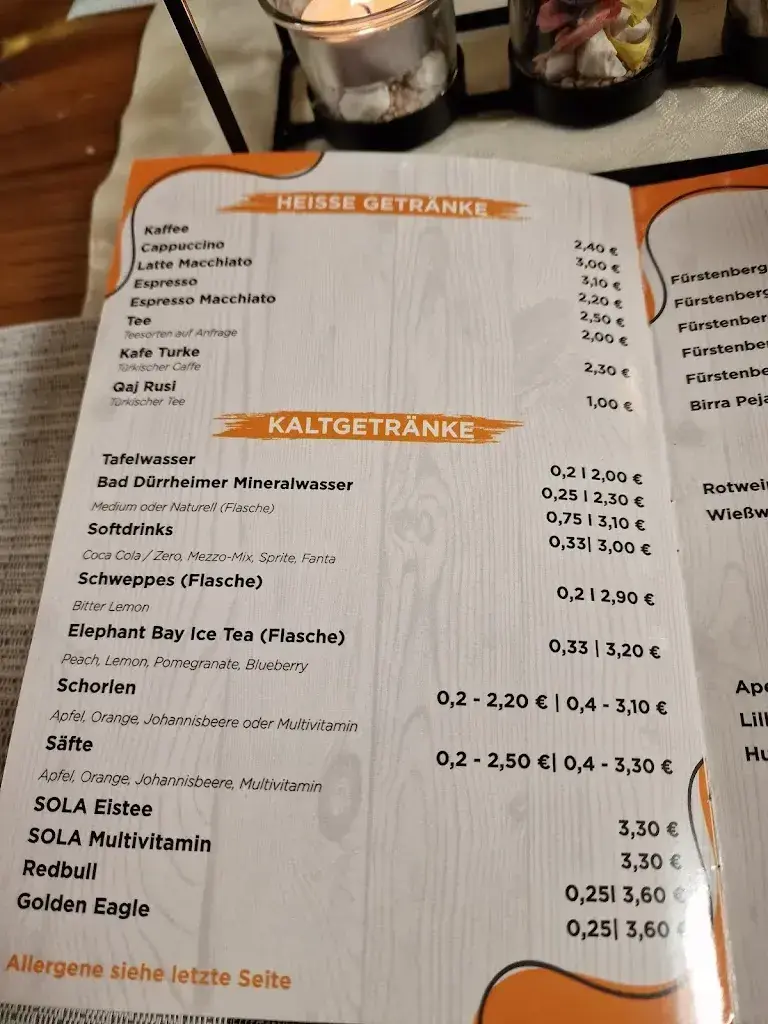 HEISSE GETRÄNKE
Kaffee 2,40 €
Cappuccino 3,00 €
Latte Macchiato 3,10 €
Espresso 2,20 €
Espresso Macchiato 2,50 €
Tee 2,00 €
Teesorten auf Anfrage
Kafe Turke 2,30 €
Türkischer Caffe
Qaj Rusi 1,00 €
Türkischer Tee
KALTGETRÄNKE
Tafelwasser 0,2 l 2,00 €
Bad Dürrheimer Mineralwasser 0,25 l 2,30 €
Medium oder Naturell (Flasche) 0,75 l 3,10 €
Softdrinks 0,33| 3,00 €
Coca Cola / Zero, Mezzo-Mix, Sprite, Fanta
Schweppes (Flasche) 0,2 l 2,90 €
Bitter Lemon
Elephant Bay Ice Tea (Flasche) 0,33 | 3,20 €
Peach, Lemon, Pomegranate, Blueberry
Schorlen 0,2 - 2,20 € | 0,4 - 3,10 €
Apfel, Orange, Johannisbeere oder Multivitamin
Säfte 0,2 - 2,50 €| 0,4 - 3,30 €
Apfel, Orange, Johannisbeere, Multivitamin
SOLA Eistee 3,30 €
SOLA Multivitamin 3,30 €
Redbull 0,25l 3,60 €
Golden Eagle 0,25| 3,60 €
Allergene siehe letzte Seite
Fürstenberg
Fürstenberg
Fürstenber
Fürstenbe
Fürstenbe
Birra Peja
Rotwei
Wießw
Ape
Lill
Hu